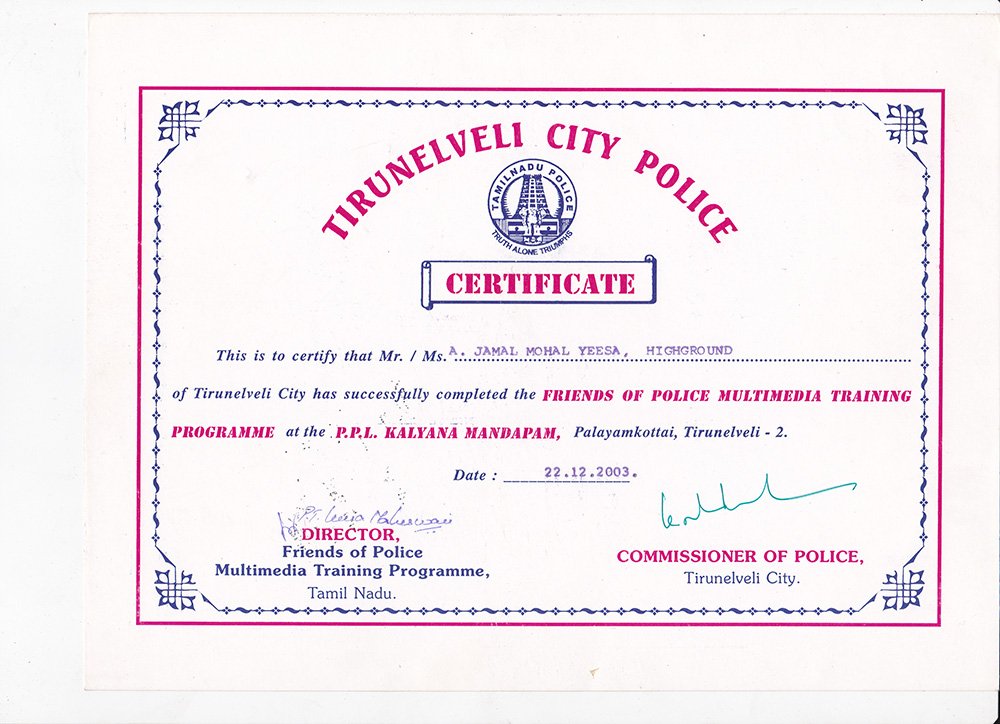 TIRUNELVELI CITY POLICE
TAMILNADU POLICE
TRUTH ALONE TRIUMPHS
CERTIFICATE
This is to certify that Mr. / Ms. A. JAMAL MOHAL YEESA, HIGHGROUND
of Tirunelveli City has successfully completed the FRIENDS OF POLICE MULTIMEDIA TRAINING
PROGRAMME at the P.P.L. KALYANA MANDAPAM, Palayamkottai, Tirunelveli - 2.
Date : 22.12.2003.
DIRECTOR,
Friends of Police
Multimedia Training Programme,
Tamil Nadu.
COMMISSIONER OF POLICE,
Tirunelveli City.